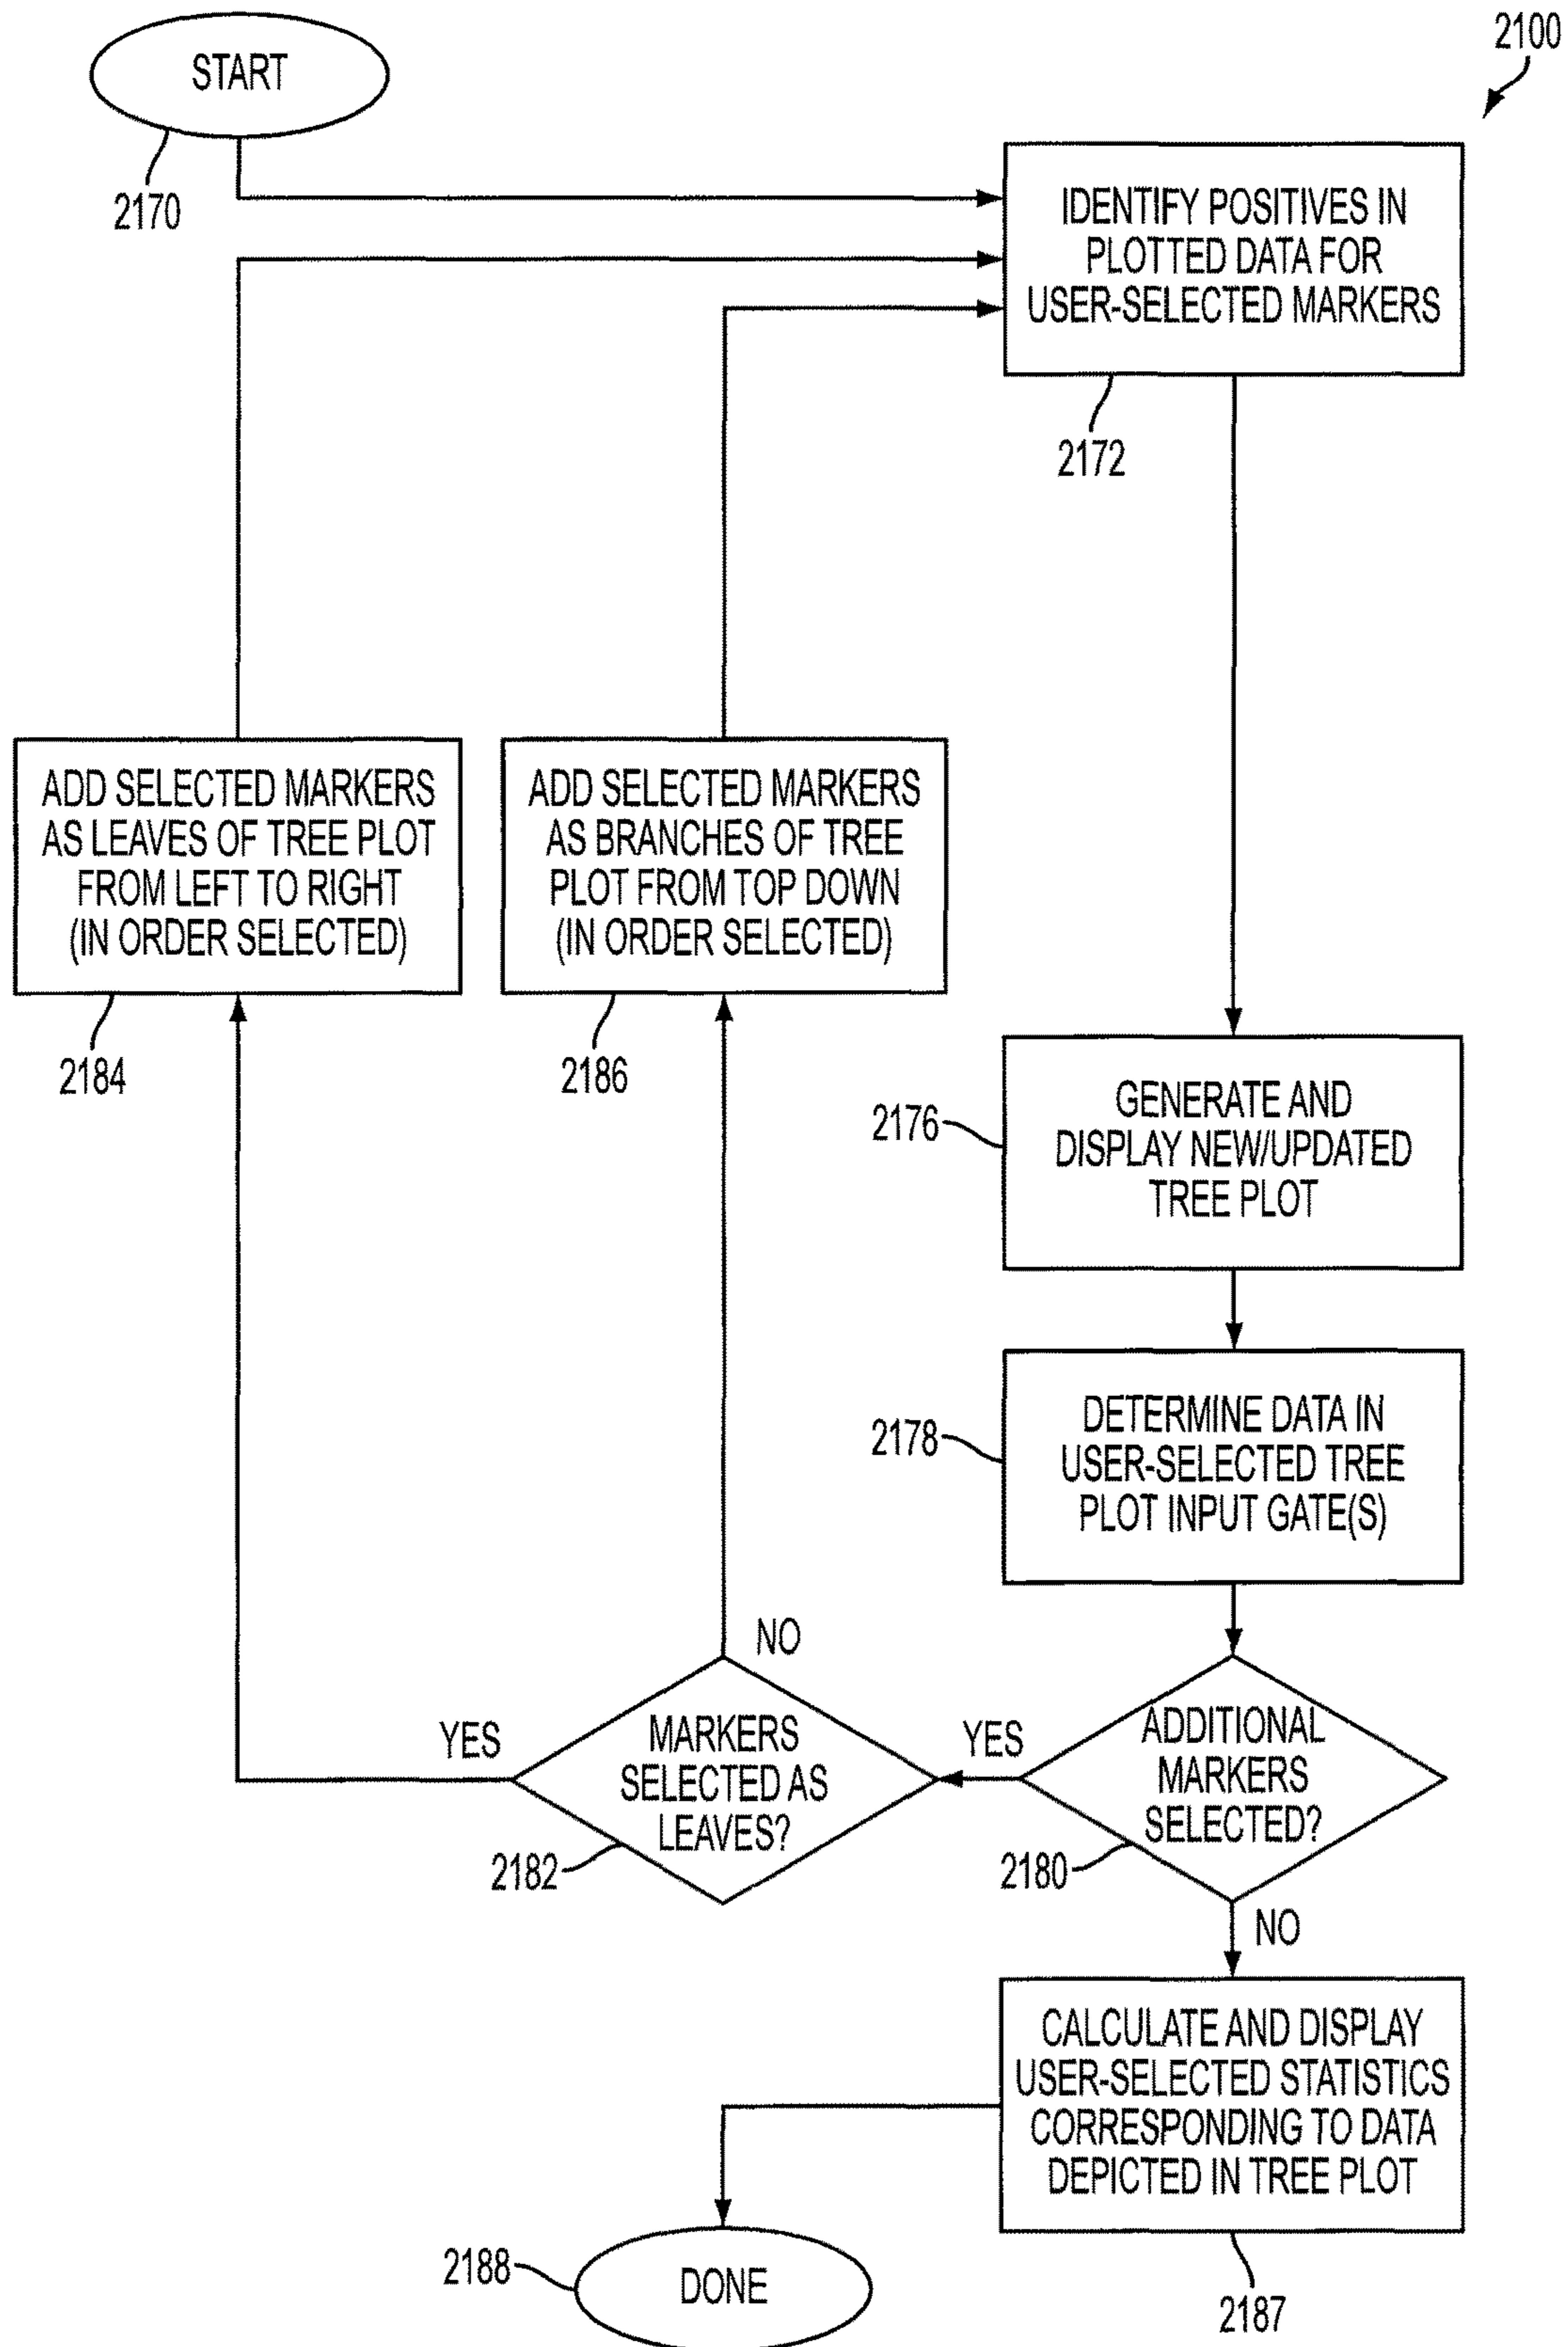 2100
START
2170
IDENTIFY POSITIVES IN
PLOTTED DATA FOR
USER-SELECTED MARKERS
2172
ADD SELECTED MARKERS
AS LEAVES OF TREE PLOT
FROM LEFT TO RIGHT
(IN ORDER SELECTED)
2184
ADD SELECTED MARKERS
AS BRANCHES OF TREE
PLOT FROM TOP DOWN
(IN ORDER SELECTED)
2186
GENERATE AND
DISPLAY NEW/UPDATED
TREE PLOT
2176
DETERMINE DATA IN
USER-SELECTED TREE
PLOT INPUT GATE(S)
2178
NO
YES
MARKERS
SELECTED AS
LEAVES?
2182
YES
ADDITIONAL
MARKERS
SELECTED?
2180
NO
CALCULATE AND DISPLAY
USER-SELECTED STATISTICS
CORRESPONDING TO DATA
DEPICTED IN TREE PLOT
2187
2188
DONE